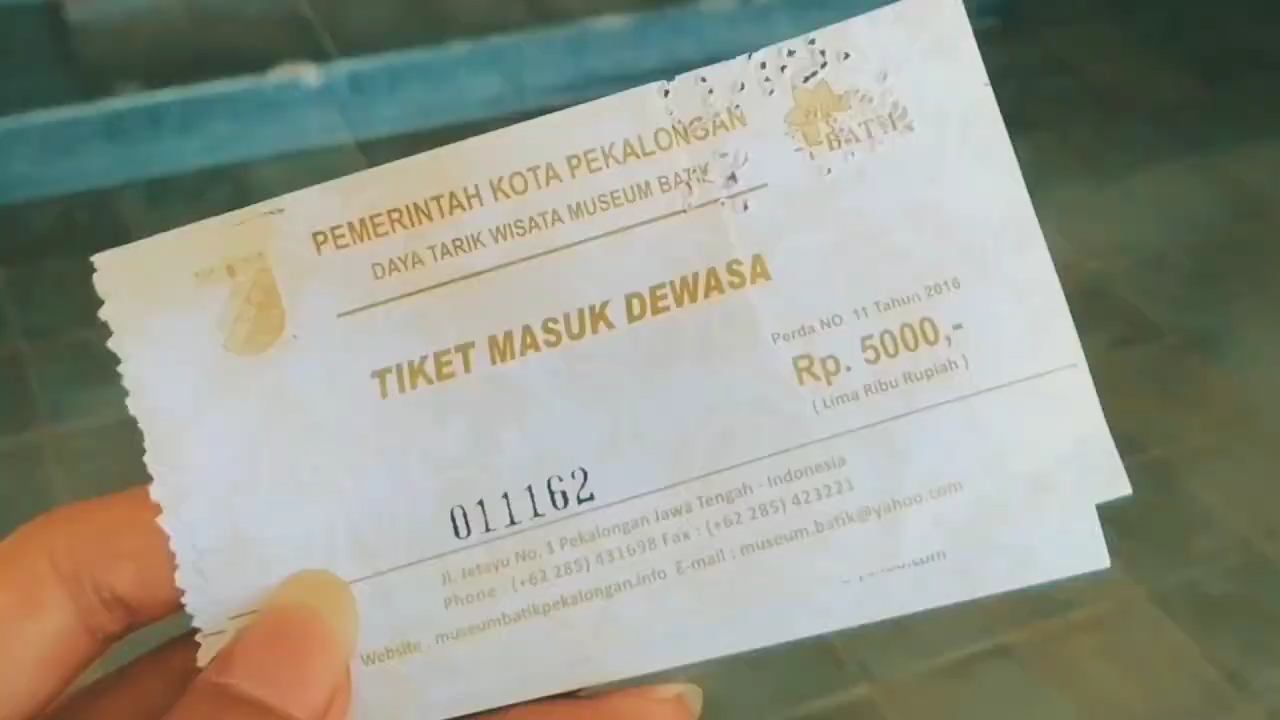 PEMERINTAH KOTA PEKALONGAN
DAYA TARIK WISATA MUSEUM BATIK
BATIK
TIKET MASUK DEWASA
Perda NO. 11 Tahun 2016
Rp. 5000,-
( Lima Ribu Rupiah )
011162
Jl. Jetayu No. 1 Pekalongan Jawa Tengah - Indonesia
Phone : (+62 285) 431698 Fax : (+62 285) 423221
Website : museumbatikpekalongan.info E-mail : museum.batik@yahoo.com